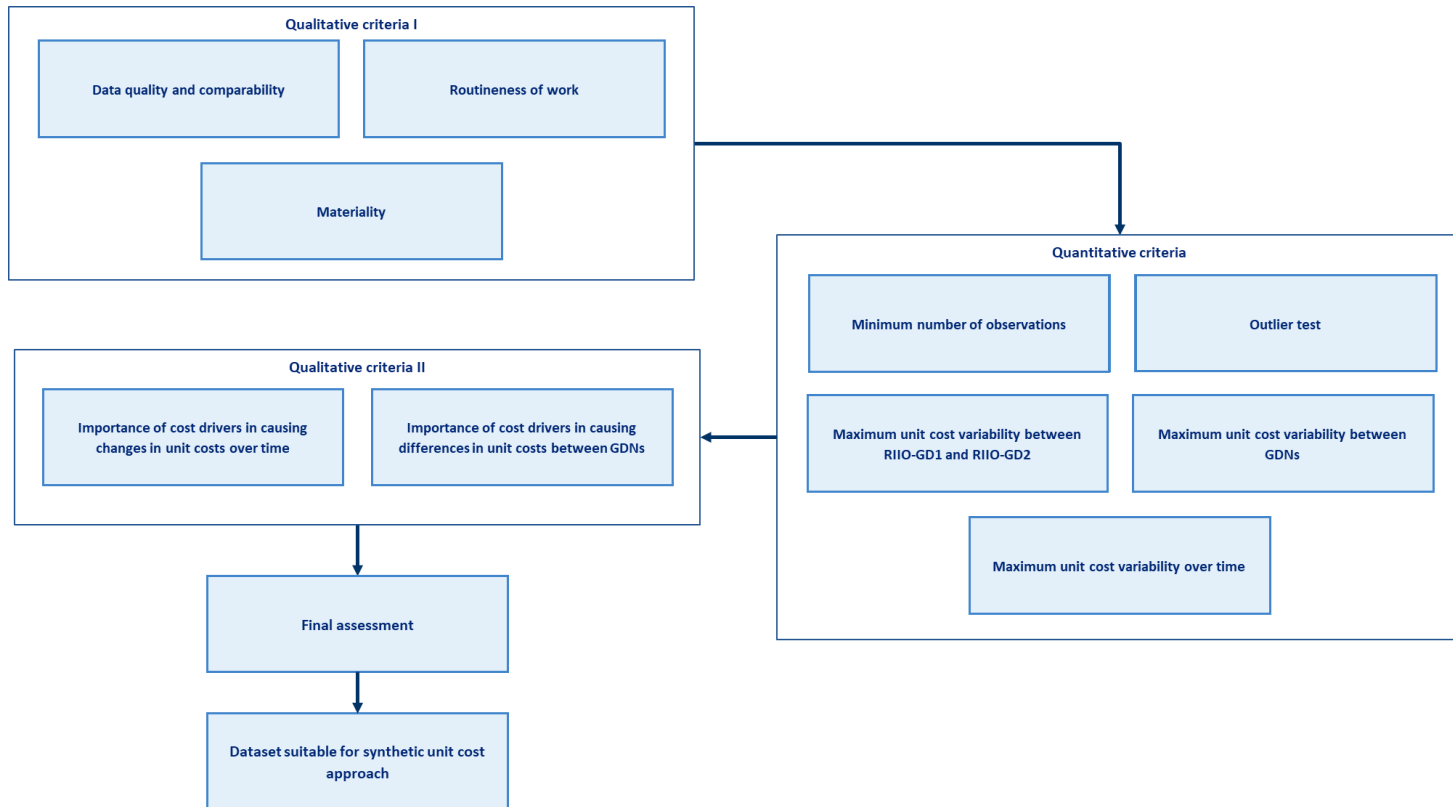 Qualitative criteria I
Data quality and comparability
Routineness of work
Materiality
Quantitative criteria
Minimum number of observations
Outlier test
Maximum unit cost variability between
RIIO-GD1 and RIIO-GD2
Maximum unit cost variability between
GDNs
Maximum unit cost variability over time
Qualitative criteria II
Importance of cost drivers in causing
changes in unit costs over time
Importance of cost drivers in causing
differences in unit costs between GDNs
Final assessment
Dataset suitable for synthetic unit cost
approach